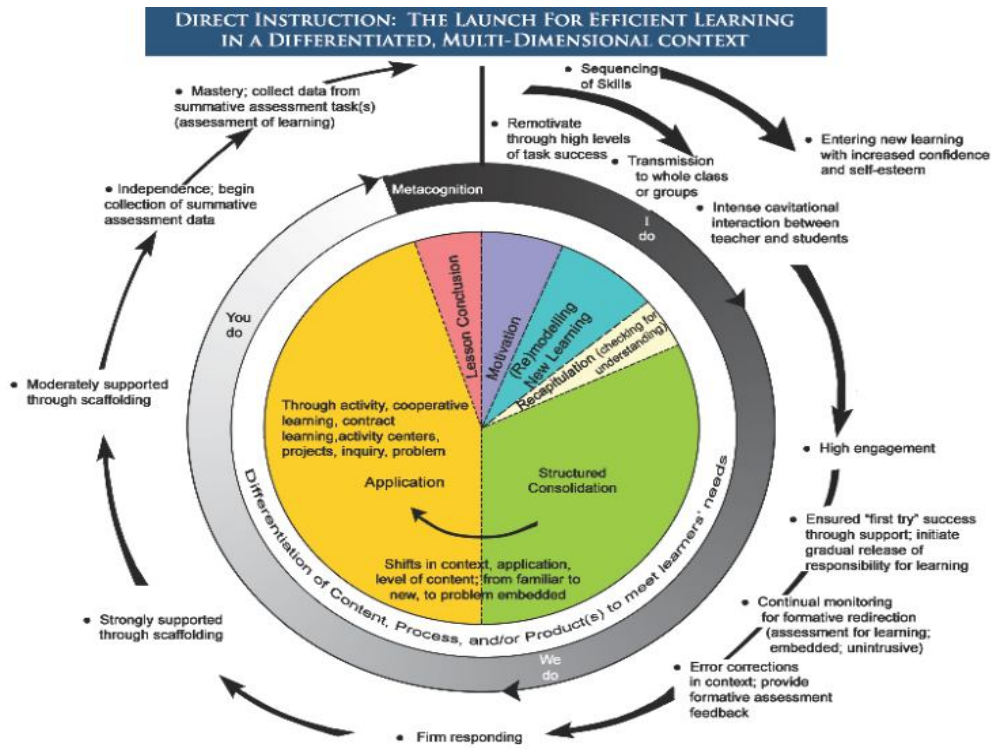 DIRECT INSTRUCTION: THE LAUNCH FOR EFFICIENT LEARNING
IN A DIFFERENTIATED, MULTI-DIMENSIONAL CONTEXT
• Sequencing
of Skills
• Remotivate
through high levels
of task success
• Transmission
to whole class
or groups
• Entering new learning
with increased confidence
and self-esteem
• Intense cavitational
interaction between
teacher and students
• High engagement
• Ensured "first try" success
through support; initiate
gradual release of
responsibility for learning
• Continual monitoring
for formative redirection
(assessment for learning;
embedded; unintrusive)
• Error corrections
in context; provide
formative assessment
feedback
• Firm responding
• Strongly supported
through scaffolding
• Moderately supported
through scaffolding
• Independence; begin
collection of summative
assessment data
• Mastery; collect data from
summative assessment task(s)
(assessment of learning)
Metacognition
I
do
We
do
You
do
Differentiation of Content, Process, and/or Product(s) to meet learners' needs
Lesson Conclusion
Motivation
(Re)modelling
New Learning
Recapitulation (checking for
understanding)
Structured
Consolidation
Through activity, cooperative
learning, contract
learning,activity centers,
projects, inquiry, problem
Application
Shifts in context, application,
level of content; from familiar to
new, to problem embedded